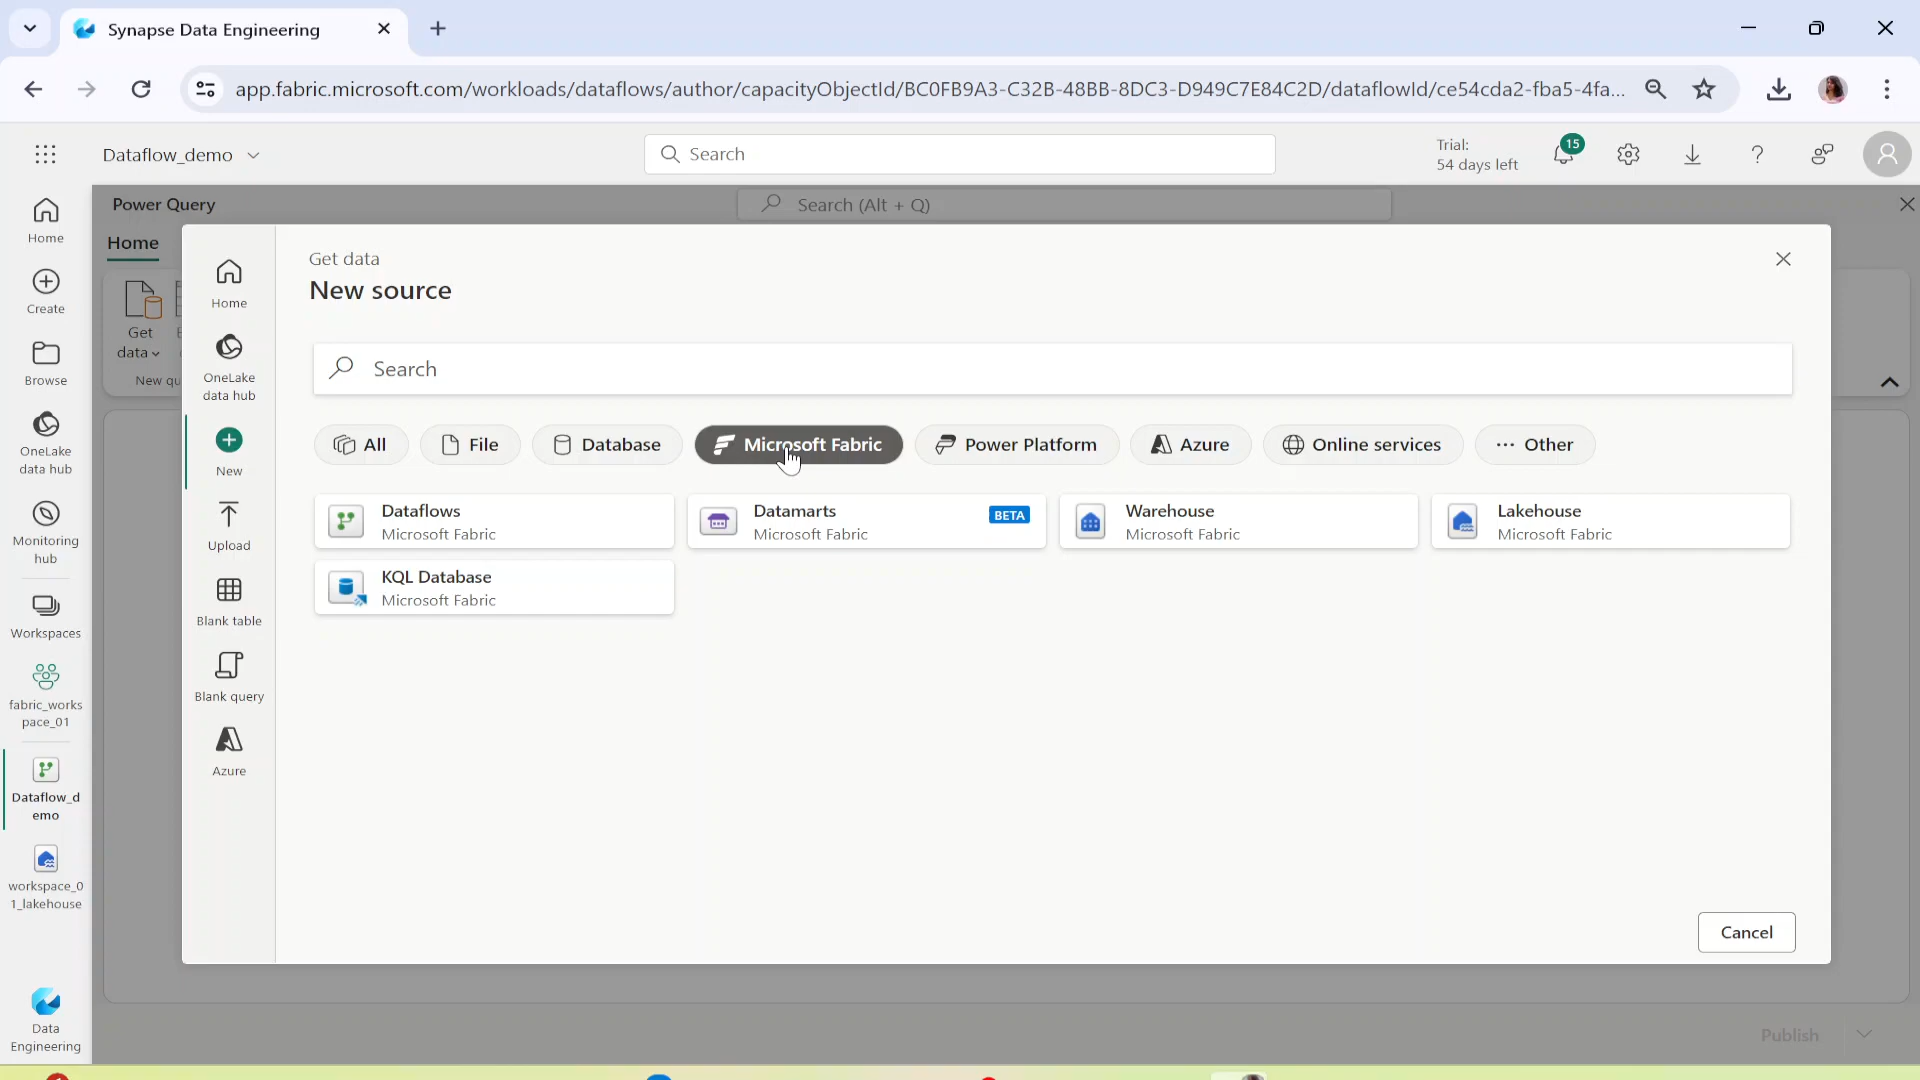 Synapse Data Engineering
app.fabric.microsoft.com/workloads/dataflows/author/capacityObjectId/BC0FB9A3-C32B-48BB-8DC3-D949C7E84C2D/dataflowId/ce54cda2-fba5-4fa...
Dataflow_demo
Search
Trial:
54 days left
15
Power Query
Search (Alt + Q)
Home
Create
Browse
OneLake
data hub
Monitoring
hub
Workspaces
fabric_works
pace_01
Dataflow_d
emo
workspace_0
1_lakehouse
Data
Engineering
Home
Get
data
New qu
Home
OneLake
data hub
New
Upload
Blank table
Blank query
Azure
Get data
New source
Search
All
File
Database
Microsoft Fabric
Power Platform
Azure
Online services
Other
Dataflows
Microsoft Fabric
Datamarts
Microsoft Fabric
BETA
Warehouse
Microsoft Fabric
Lakehouse
Microsoft Fabric
KQL Database
Microsoft Fabric
Cancel
Publish